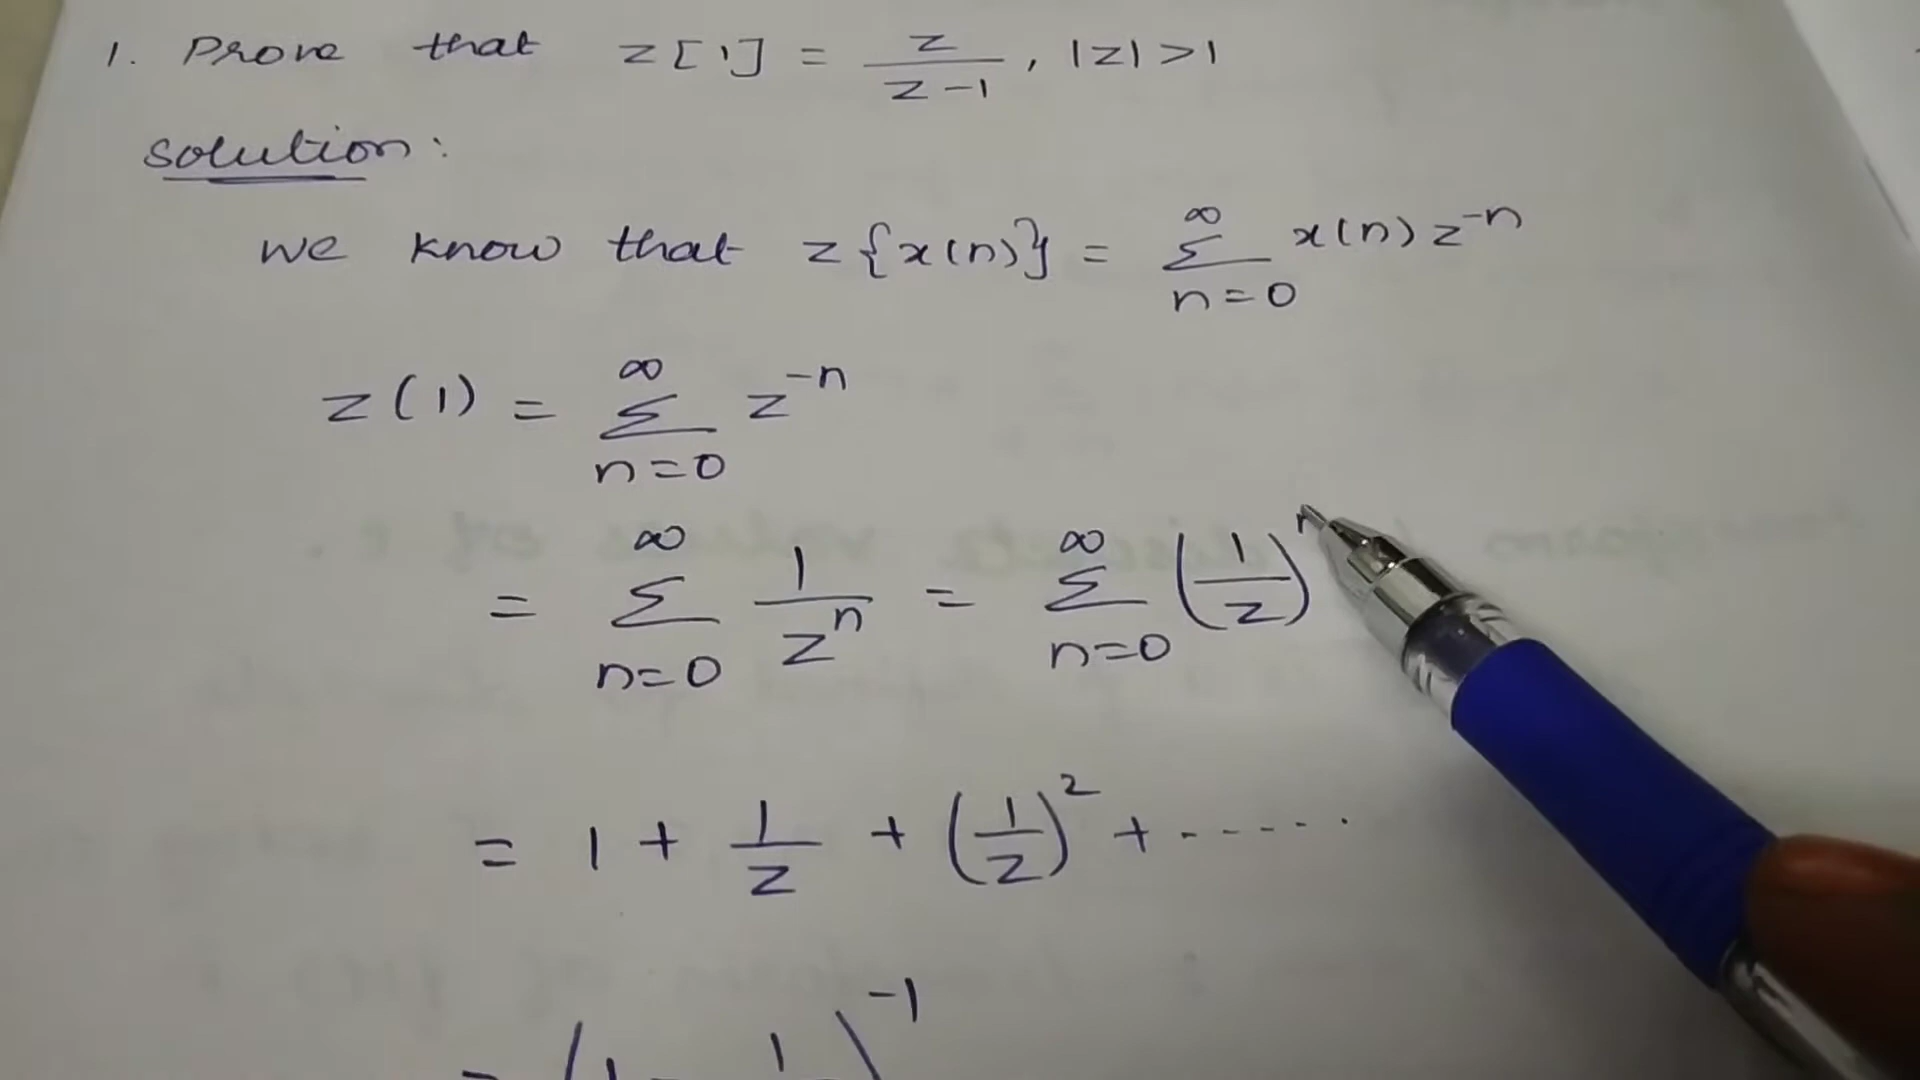 1. Prove that z[1] = z/(z-1), |z|>1
Solution:
We know that z{x(n)} = ∑_{n=0}^{∞} x(n) z^{-n}
z(1) = ∑_{n=0}^{∞} z^{-n}
= ∑_{n=0}^{∞} 1/z^n = ∑_{n=0}^{∞} (1/z)^n
= 1 + 1/z + (1/z)^2 + ......